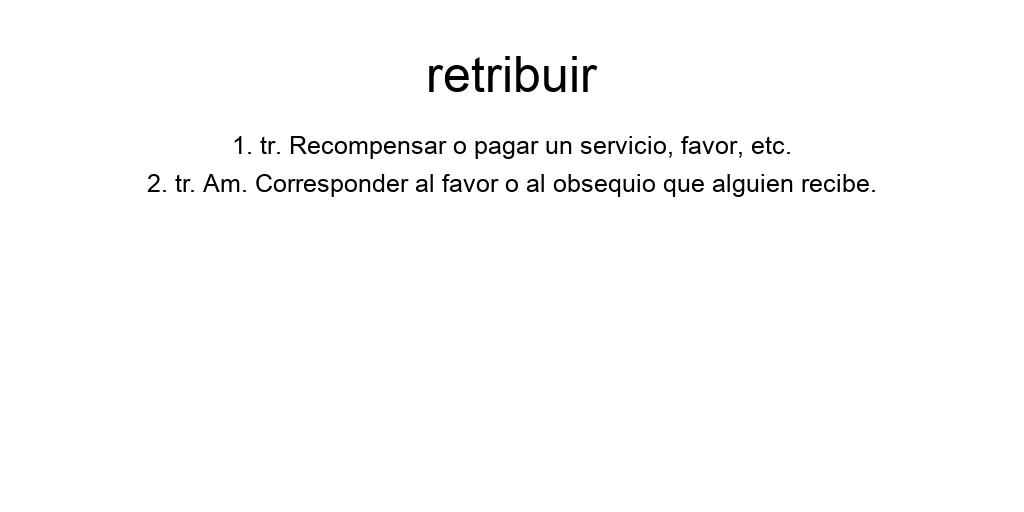 retribuir
1. tr. Recompensar o pagar un servicio, favor, etc.
2. tr. Am. Corresponder al favor o al obsequio que alguien recibe.